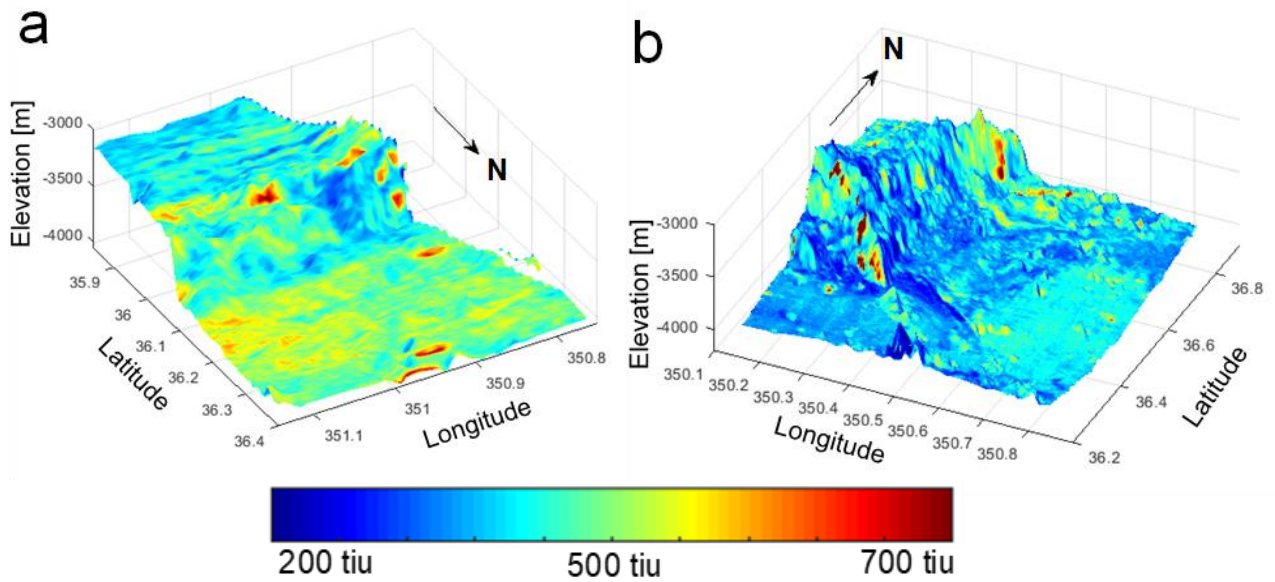 a
N
Elevation [m]
-3000
-3500
-4000
35.9
36
36.1
36.2
36.3
36.4
Latitude
351.1
351
350.9
350.8
Longitude
b
N
Elevation [m]
-3000
-3500
-4000
350.1
350.2
350.3
350.4
350.5
350.6
350.7
350.8
Longitude
36.2
36.4
36.6
36.8
Latitude
200 tiu
500 tiu
700 tiu